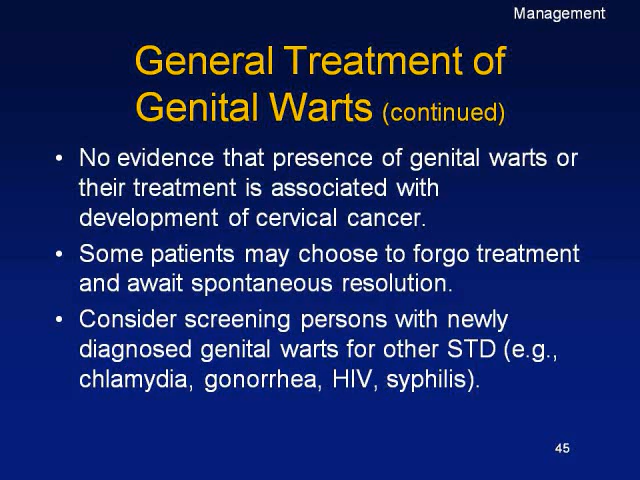 Management
General Treatment of
Genital Warts (continued)
• No evidence that presence of genital warts or
their treatment is associated with
development of cervical cancer.
• Some patients may choose to forgo treatment
and await spontaneous resolution.
• Consider screening persons with newly
diagnosed genital warts for other STD (e.g.,
chlamydia, gonorrhea, HIV, syphilis).
45